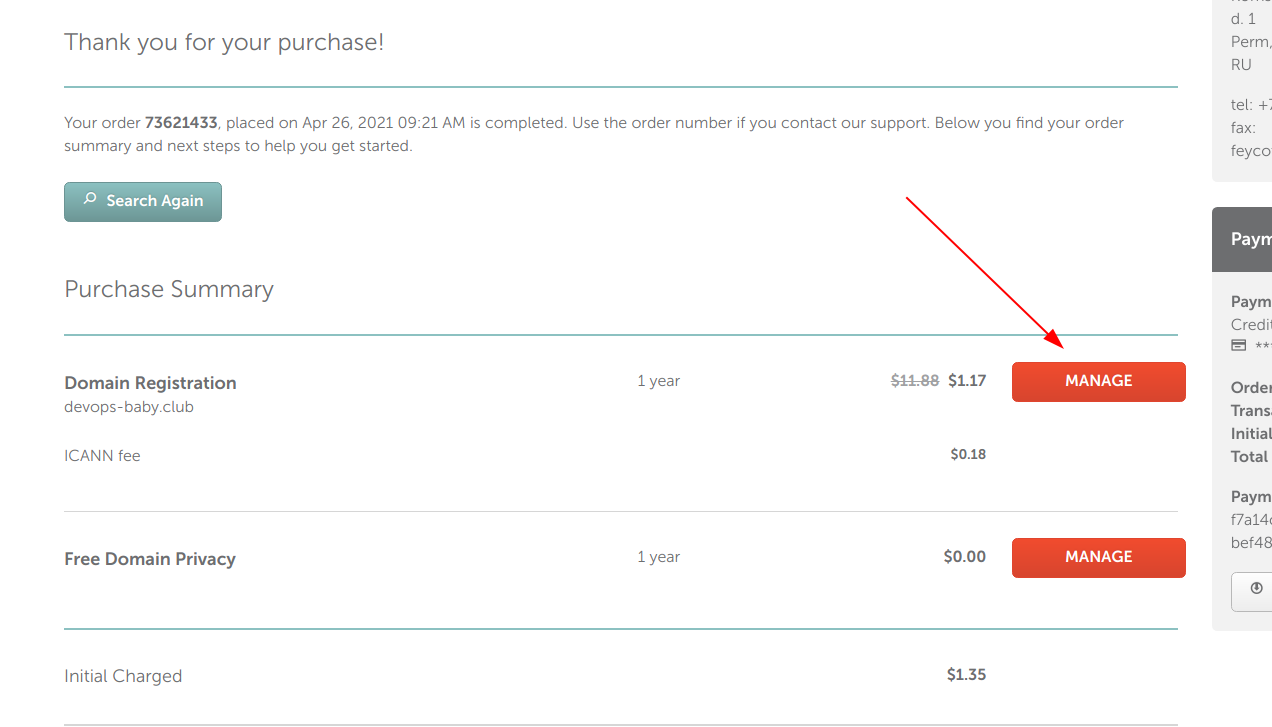 Thank you for your purchase!
Your order 73621433, placed on Apr 26, 2021 09:21 AM is completed. Use the order number if you contact our support. Below you find your order
summary and next steps to help you get started.
Search Again
Purchase Summary
Domain Registration 1 year $11.88 $1.17 MANAGE
devops-baby.club
ICANN fee $0.18
Free Domain Privacy 1 year $0.00 MANAGE
Initial Charged $1.35
d. 1
Perm,
RU
tel: +7
fax:
feyco
Paym
Paym
Credit
**
Order
Transa
Initial
Total
Paym
f7a14
bef48